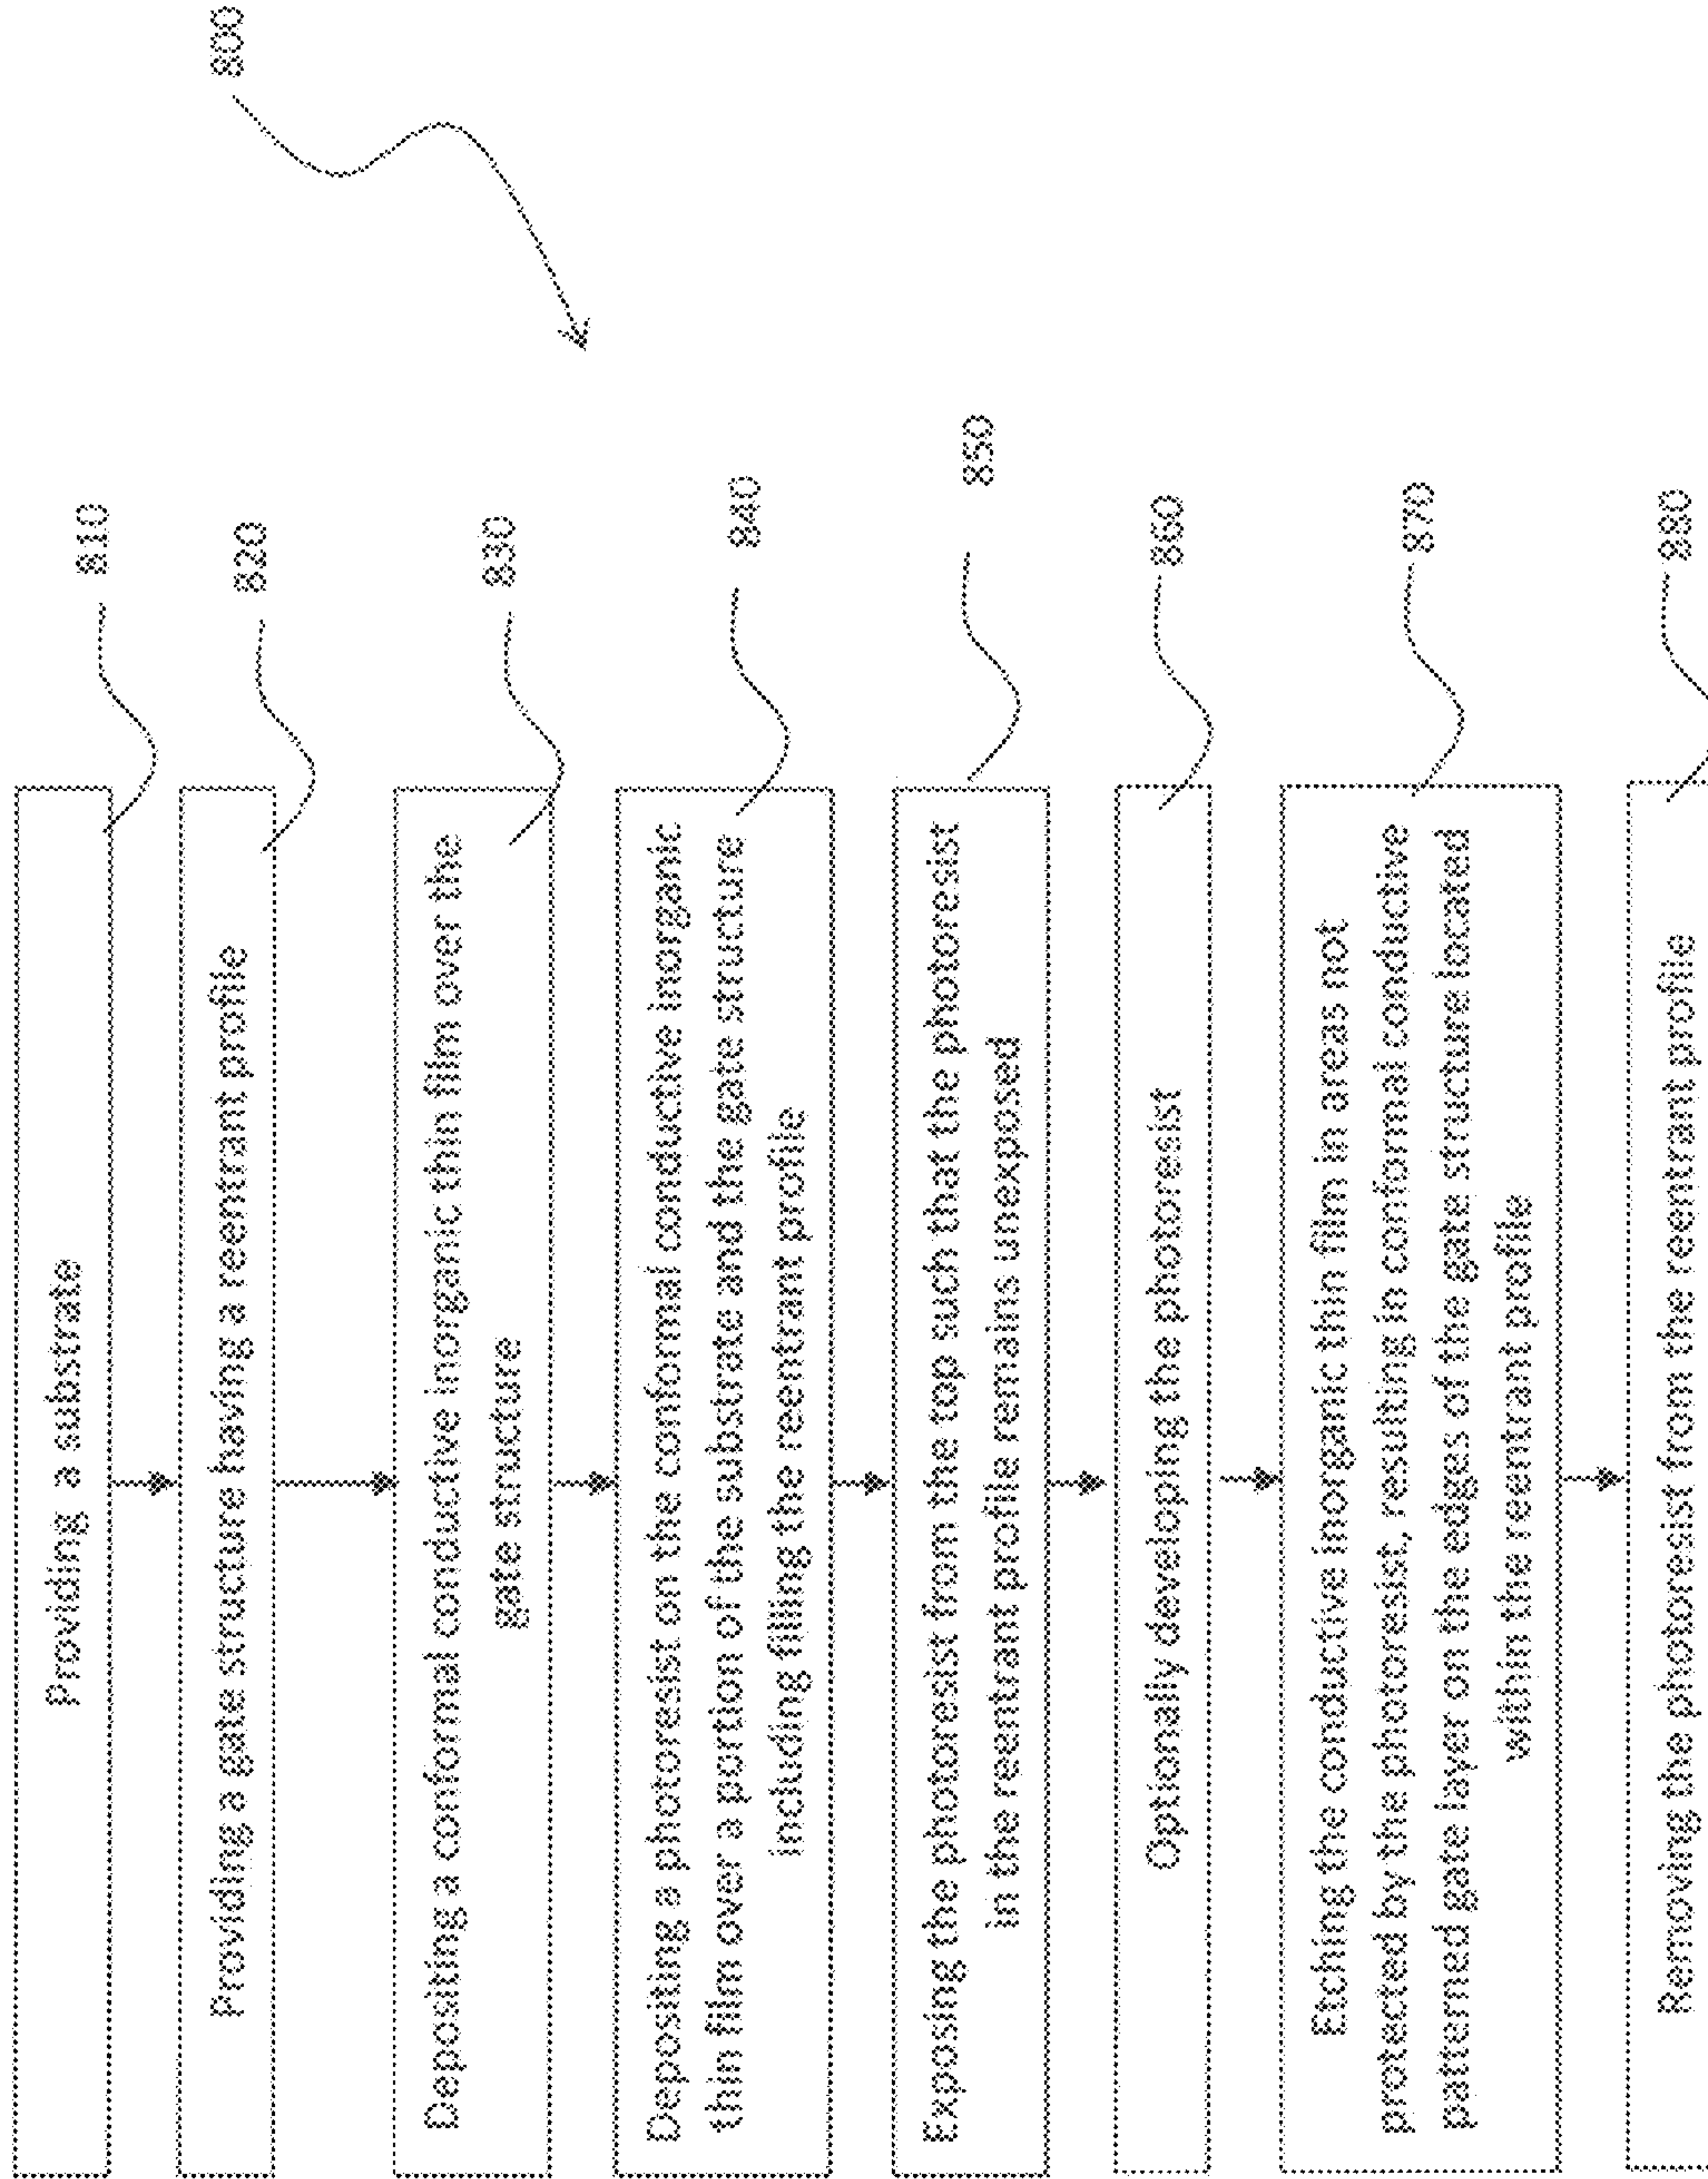 800
Providing a substrate
810
Providing a gate structure having a reentrant profile
820
Depositing a conformal conductive inorganic thin film over the
gate structure
830
Depositing a photoresist on the conformal conductive inorganic
thin film over a portion of the substrate and the gate structure
including filling the reentrant profile
840
Exposing the photoresist from the top such that the photoresist
in the reentrant profile remains unexposed
850
Optionally developing the photoresist
860
Etching the conductive inorganic thin film in areas not
protected by the photoresist, resulting in conformal conductive
patterned gate layer on the edges of the gate structure located
within the reentrant profile
870
Removing the photoresist from the reentrant profile
880